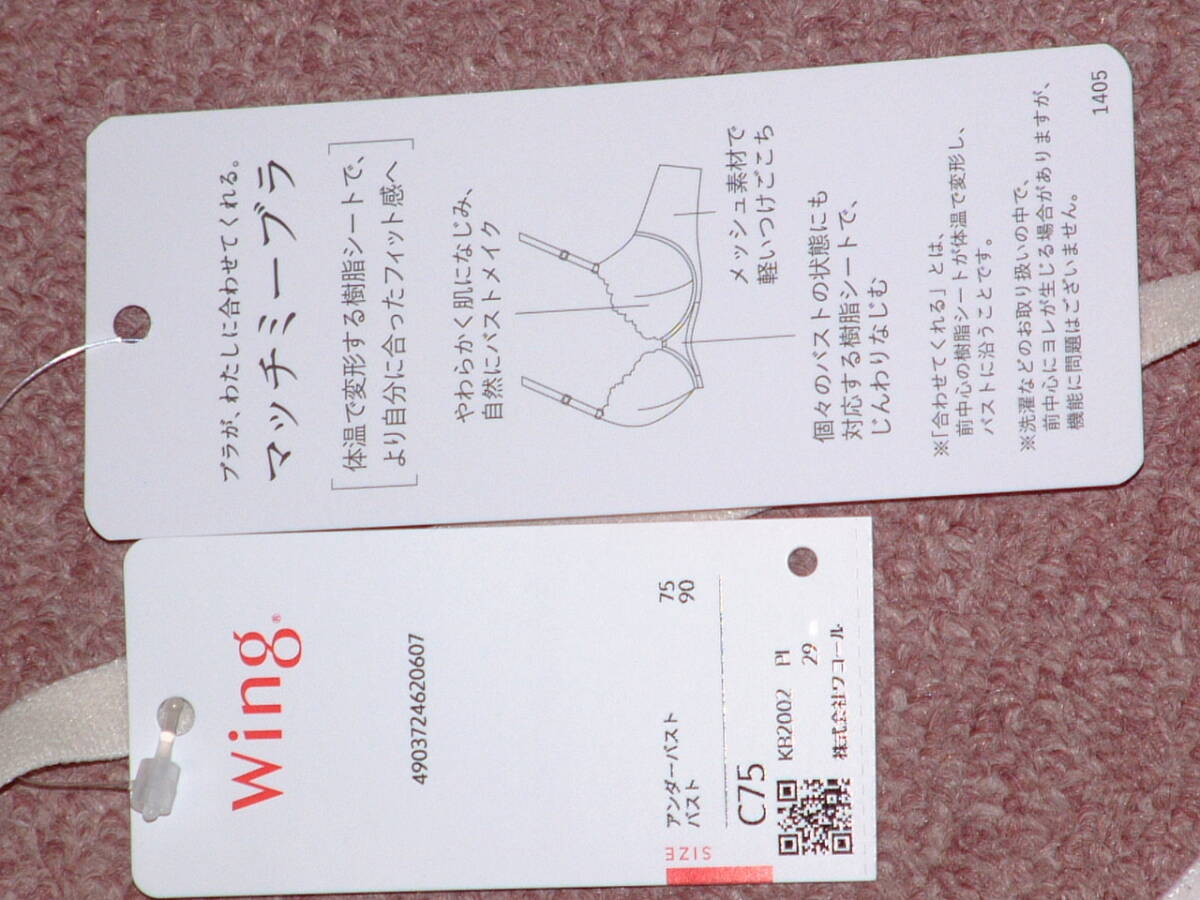 ブラが、わたしに合わせてくれる。
マッチミーブラ
体温で変形する樹脂シートで、
より自分に合ったフィット感へ
やわらかく肌になじみ、
自然にバストメイク
メッシュ素材で
軽いつけごこち
個々のバストの状態にも
対応する樹脂シートで、
じんわりなじむ
※「合わせてくれる」とは、
前中心の樹脂シートが体温で変形し、
バストに沿うことです。
※洗濯などのお取り扱いの中で、
前中心にヨレが生じる場合がありますが、
機能に問題はございません。
1405
Wing®
4903724620607
SIZE
アンダーバスト 75
バスト 90
C75
KB2002 PI
29
株式会社ワコール